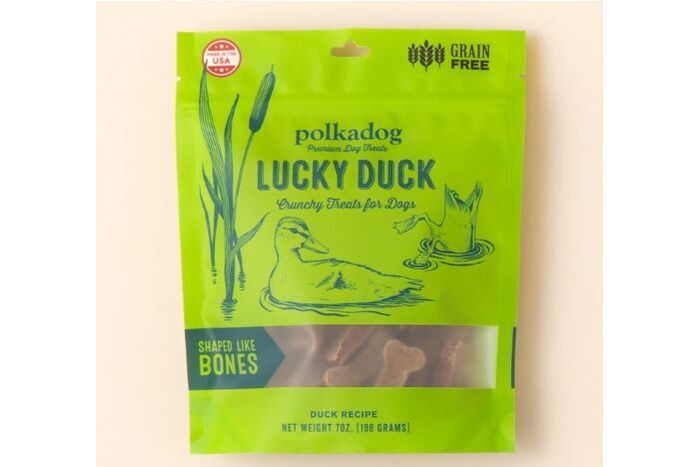 MADE IN THE
USA
GRAIN
FREE
polkadog
Premium Dog Treats
LUCKY DUCK
Crunchy Treats for Dogs
SHAPED LIKE
BONES
DUCK RECIPE
NET WEIGHT 7OZ. (198 GRAMS)